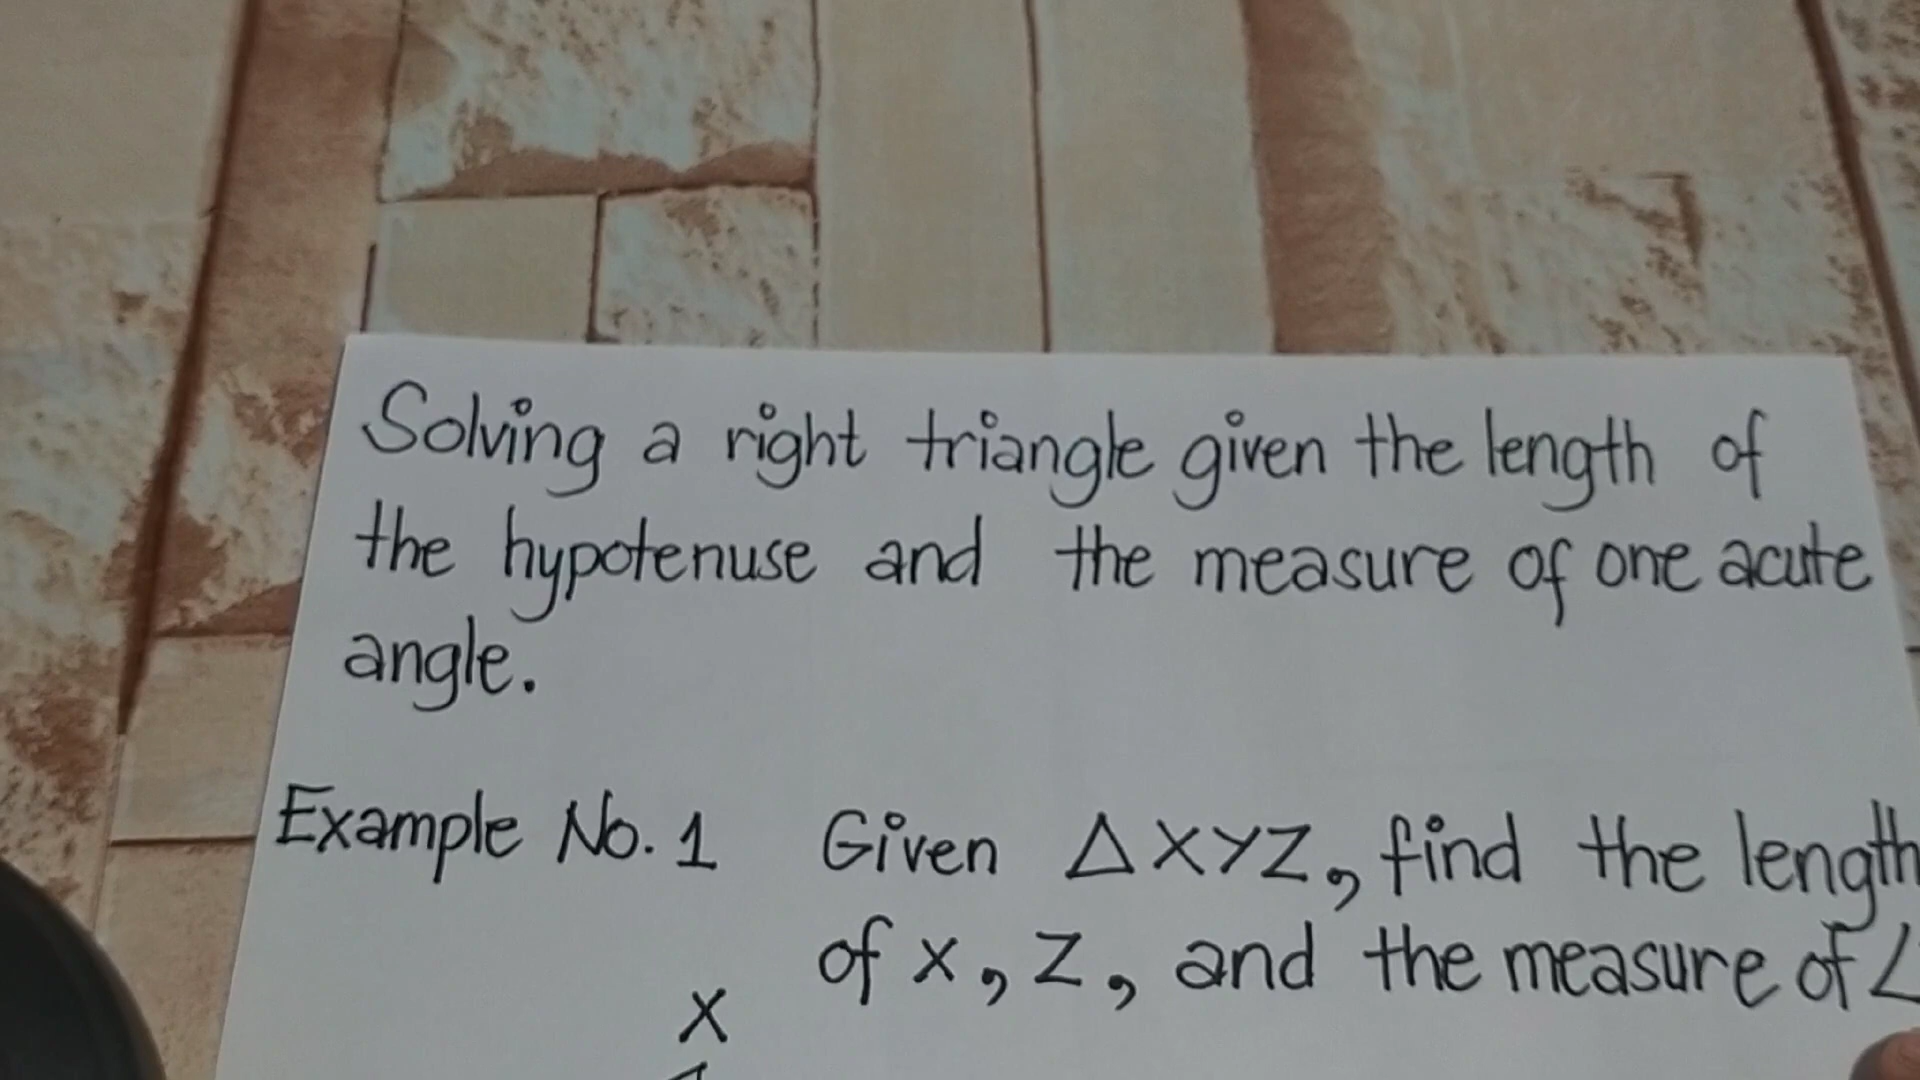 Solving a right triangle given the length of
the hypotenuse and the measure of one acute
angle.
Example No. 1 Given △XYZ, find the length
of x, z, and the measure of ∠
X